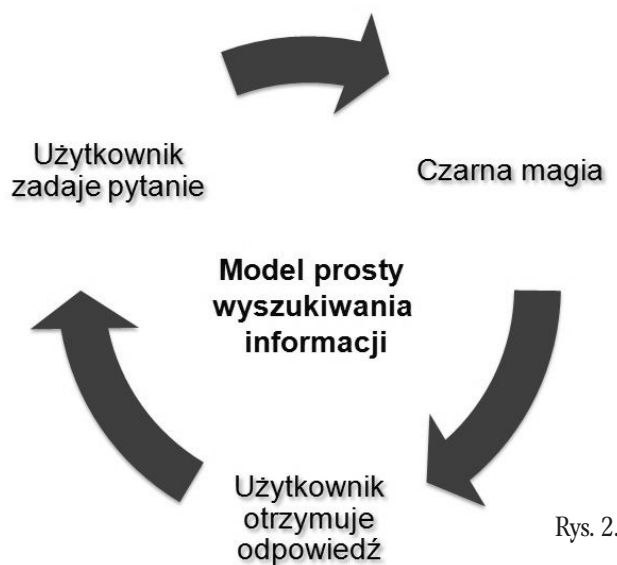 Użytkownik
zadaje pytanie
Czarna magia
Model prosty
wyszukiwania
informacji
Użytkownik
otrzymuje
odpowiedź
Rys. 2.